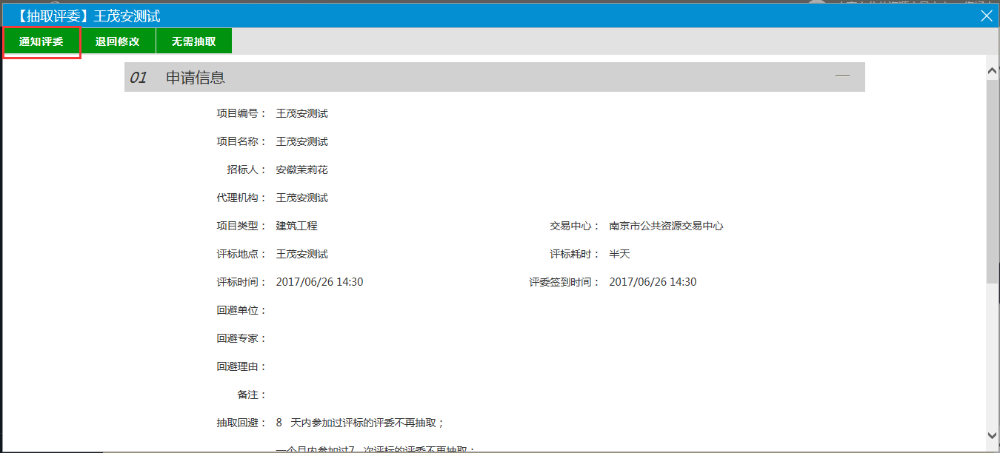 【抽取评委】王茂安测试
通知评委 退回修改 无需抽取
01 申请信息
项目编号： 王茂安测试
项目名称： 王茂安测试
招标人： 安徽茉莉花
代理机构： 王茂安测试
项目类型： 建筑工程 交易中心： 南京市公共资源交易中心
评标地点： 王茂安测试 评标耗时： 半天
评标时间： 2017/06/26 14:30 评委签到时间： 2017/06/26 14:30
回避单位：
回避专家：
回避理由：
备注：
抽取回避： 8 天内参加过评标的评委不再抽取；
一个月内参加过7 次评标的评委不再抽取；